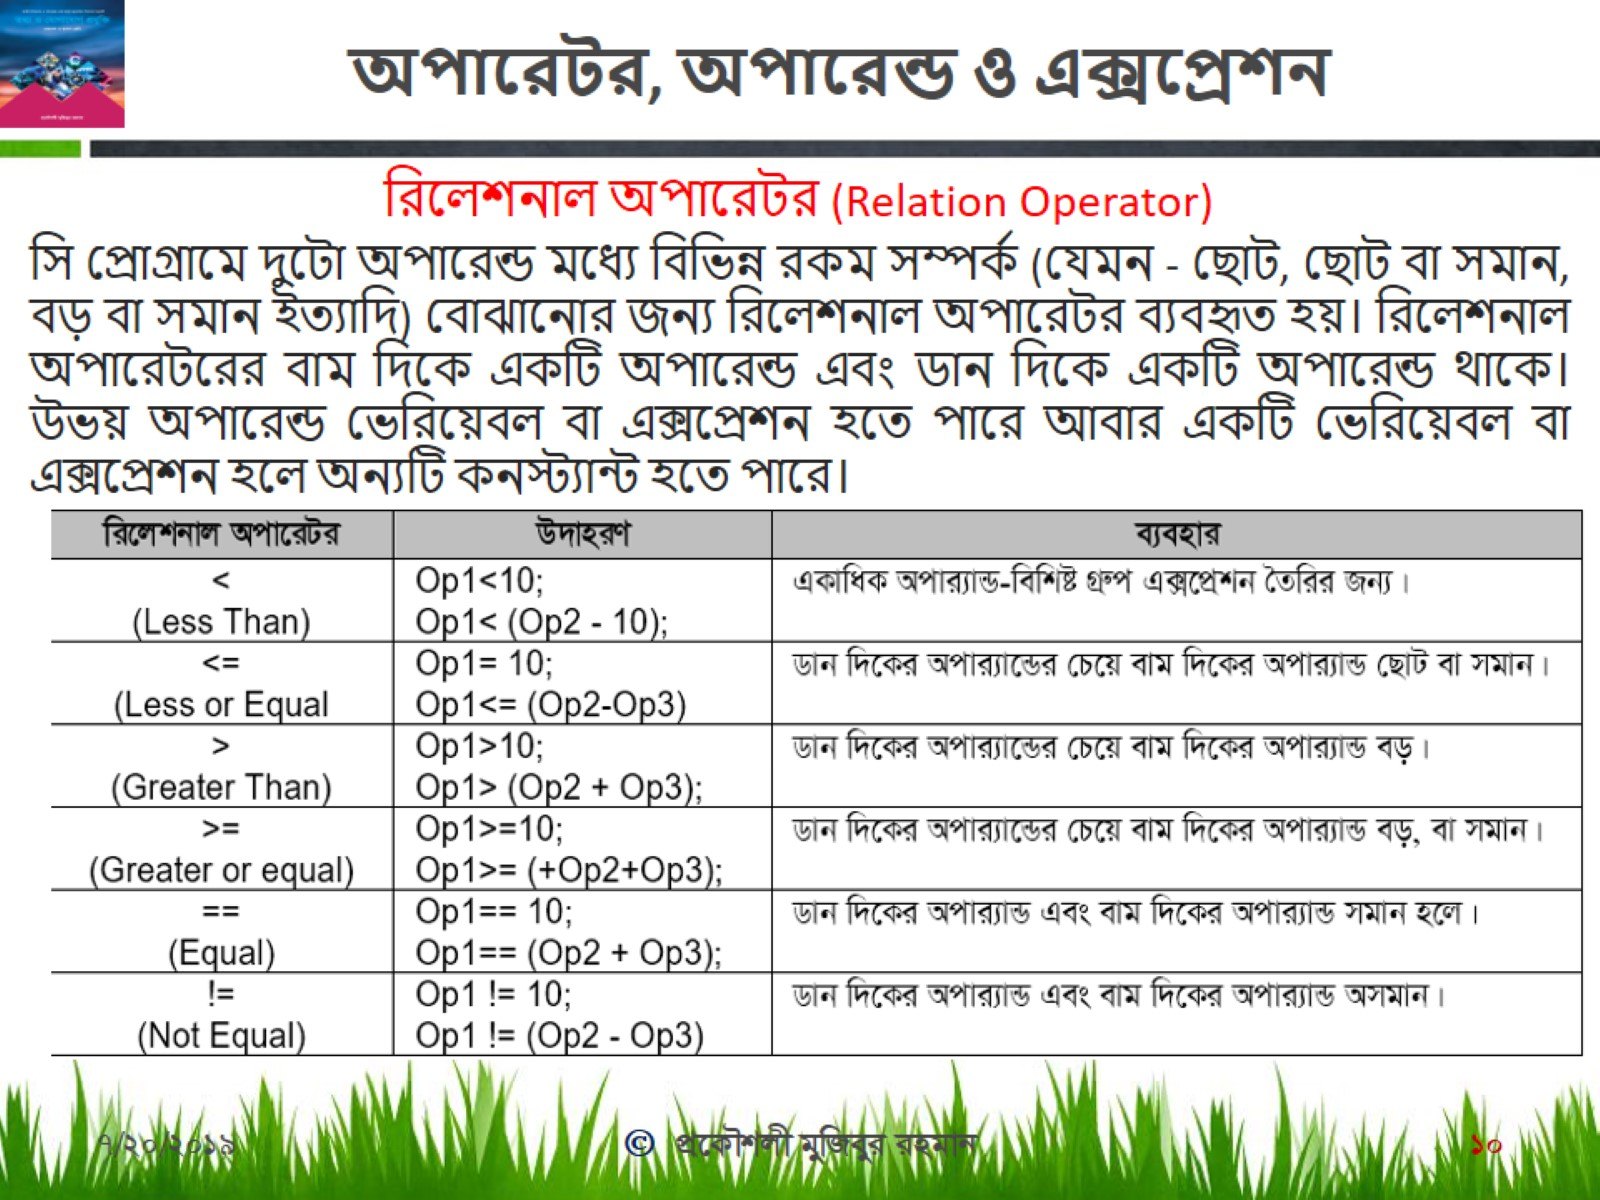 অপারেটর, অপারেন্ড ও এক্সপ্রেশন
রিলেশনাল অপারেটর (Relation Operator)
সি প্রোগ্রামে দুটো অপারেন্ড মধ্যে বিভিন্ন রকম সম্পর্ক (যেমন - ছোট, ছোট বা সমান,
বড় বা সমান ইত্যাদি) বোঝানোর জন্য রিলেশনাল অপারেটর ব্যবহৃত হয়। রিলেশনাল
অপারেটরের বাম দিকে একটি অপারেন্ড এবং ডান দিকে একটি অপারেন্ড থাকে।
উভয় অপারেন্ড ভেরিয়েবল বা এক্সপ্রেশন হতে পারে আবার একটি ভেরিয়েবল বা
এক্সপ্রেশন হলে অন্যটি কনস্ট্যান্ট হতে পারে।
রিলেশনাল অপারেটর উদাহরণ ব্যবহার
< Op1<10; একাধিক অপার‍্যান্ড-বিশিষ্ট গ্রুপ এক্সপ্রেশন তৈরির জন্য।
(Less Than) Op1< (Op2 - 10);
<= Op1= 10; ডান দিকের অপার‍্যান্ডের চেয়ে বাম দিকের অপার‍্যান্ড ছোট বা সমান।
(Less or Equal Op1<= (Op2-Op3)
> Op1>10; ডান দিকের অপার‍্যান্ডের চেয়ে বাম দিকের অপার‍্যান্ড বড়।
(Greater Than) Op1> (Op2 + Op3);
>= Op1>=10; ডান দিকের অপার‍্যান্ডের চেয়ে বাম দিকের অপার‍্যান্ড বড়, বা সমান।
(Greater or equal) Op1>= (+Op2+Op3);
== Op1== 10; ডান দিকের অপার‍্যান্ড এবং বাম দিকের অপার‍্যান্ড সমান হলে।
(Equal) Op1== (Op2 + Op3);
!= Op1 != 10; ডান দিকের অপার‍্যান্ড এবং বাম দিকের অপার‍্যান্ড অসমান।
(Not Equal) Op1 != (Op2 - Op3)
৭/২০/২০১৯ © প্রকৌশলী মুজিবুর রহমান ১০